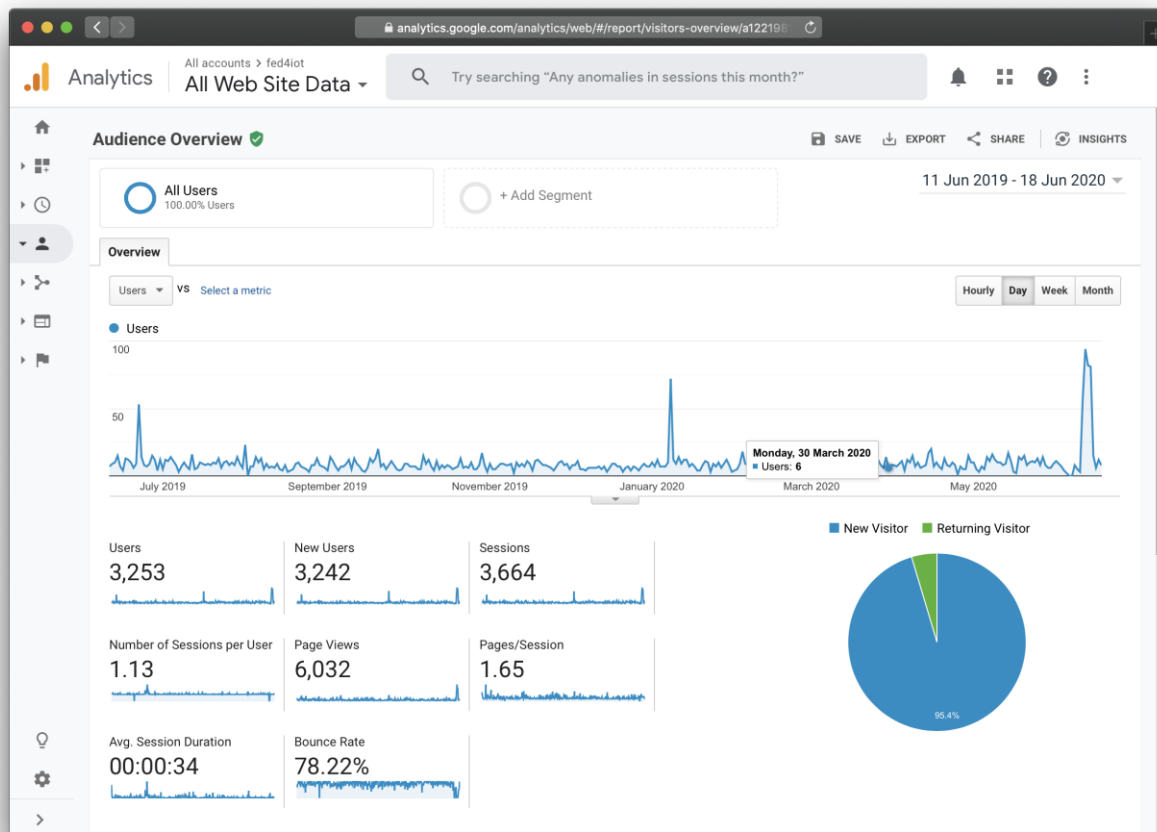 analytics.google.com/analytics/web/#/report/visitors-overview/a122198
Analytics
All accounts > fed4iot
All Web Site Data
Try searching “Any anomalies in sessions this month?”
Audience Overview
SAVE
EXPORT
SHARE
INSIGHTS
All Users
100.00% Users
+ Add Segment
11 Jun 2019 - 18 Jun 2020
Overview
Users
VS
Select a metric
Hourly
Day
Week
Month
Users
100
50
Monday, 30 March 2020
Users: 6
July 2019
September 2019
November 2019
January 2020
March 2020
May 2020
New Visitor
Returning Visitor
Users
3,253
New Users
3,242
Sessions
3,664
Number of Sessions per User
1.13
Page Views
6,032
Pages/Session
1.65
95.4%
Avg. Session Duration
00:00:34
Bounce Rate
78.22%